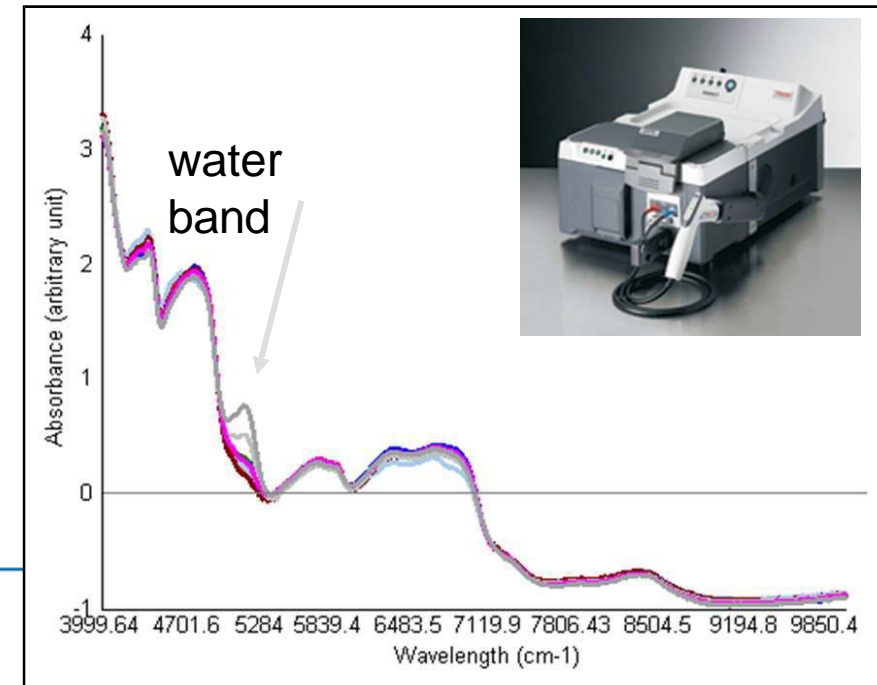 4
3
2
1
0
-1
Absorbance (arbitrary unit)
water
band
3999.64 4701.6 5284 5839.4 6483.5 7119.9 7806.43 8504.5 9194.8 9850.4
Wavelength (cm-1)